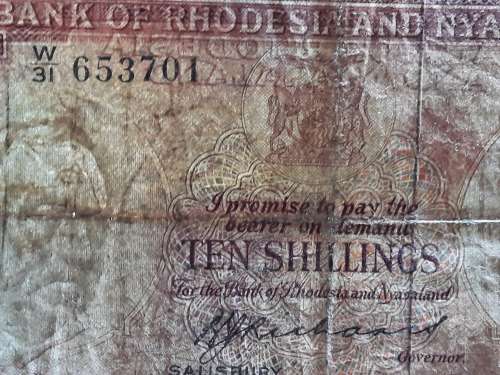 BANK OF RHODESIA AND NYA
W/31 653701
I promise to pay the
bearer on demand
TEN SHILLINGS
for the Bank of Rhodesia and Nyasaland
Governor.
SALISBURY